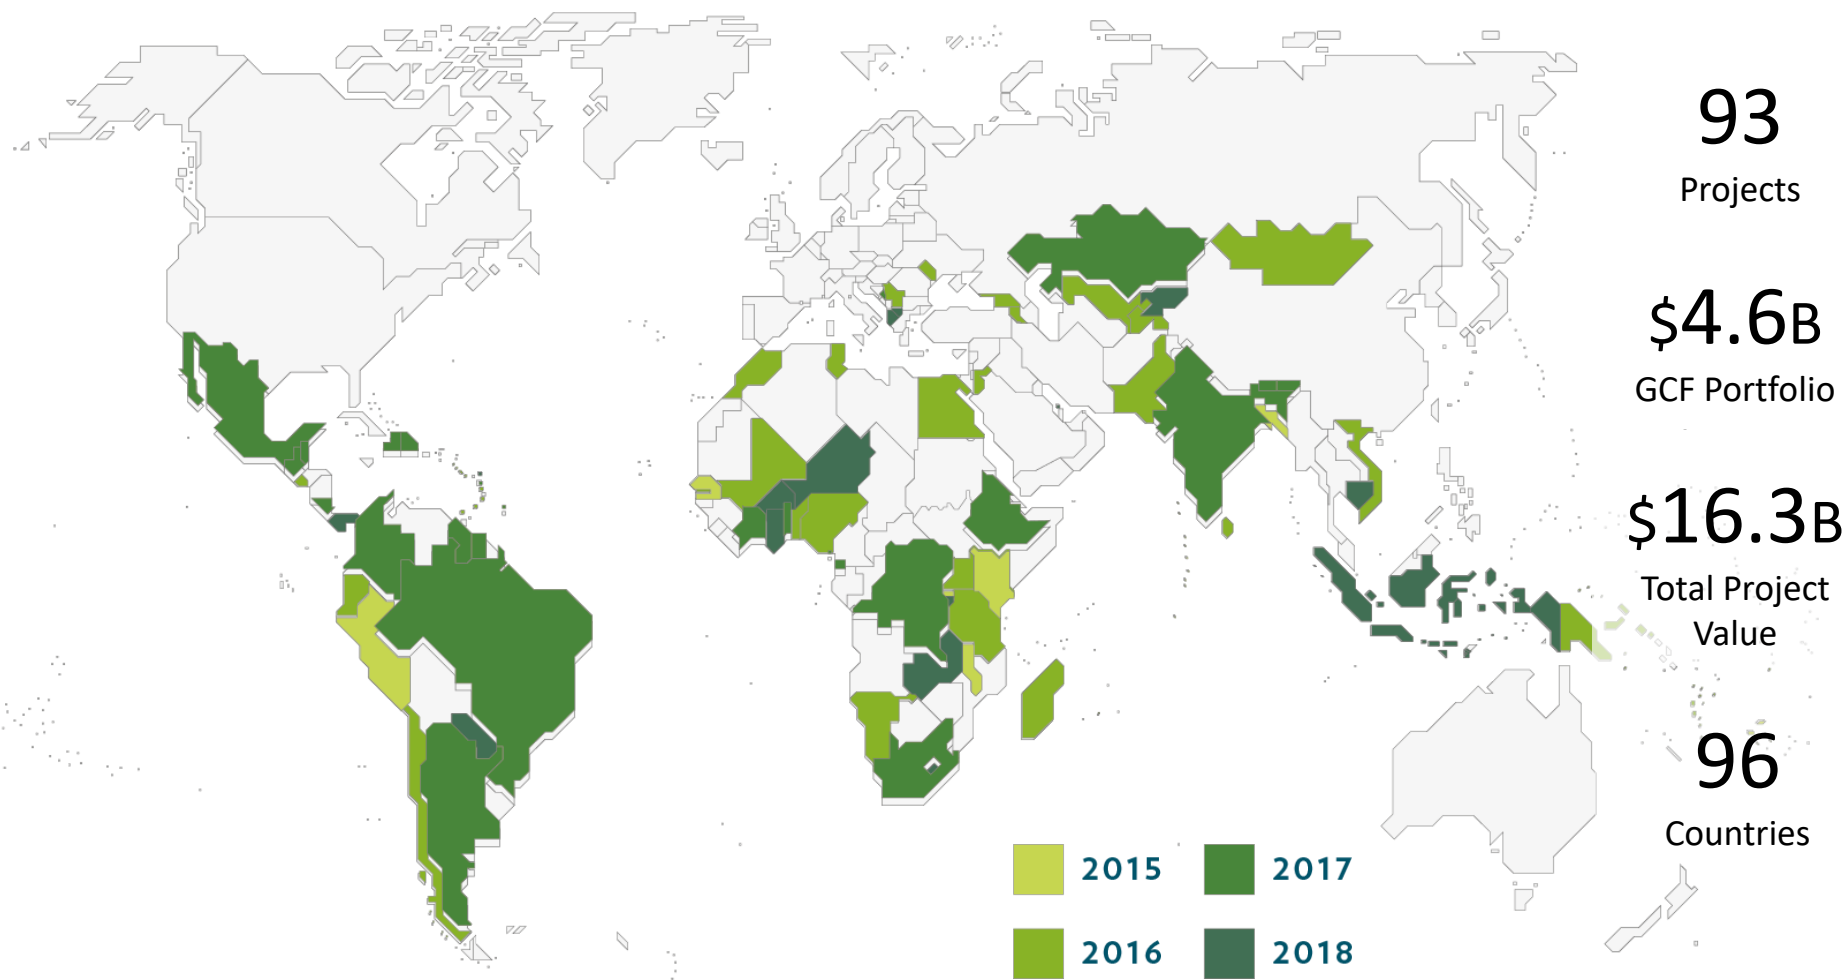 93
Projects
$4.6B
GCF Portfolio
$16.3B
Total Project
Value
96
Countries
2015
2017
2016
2018